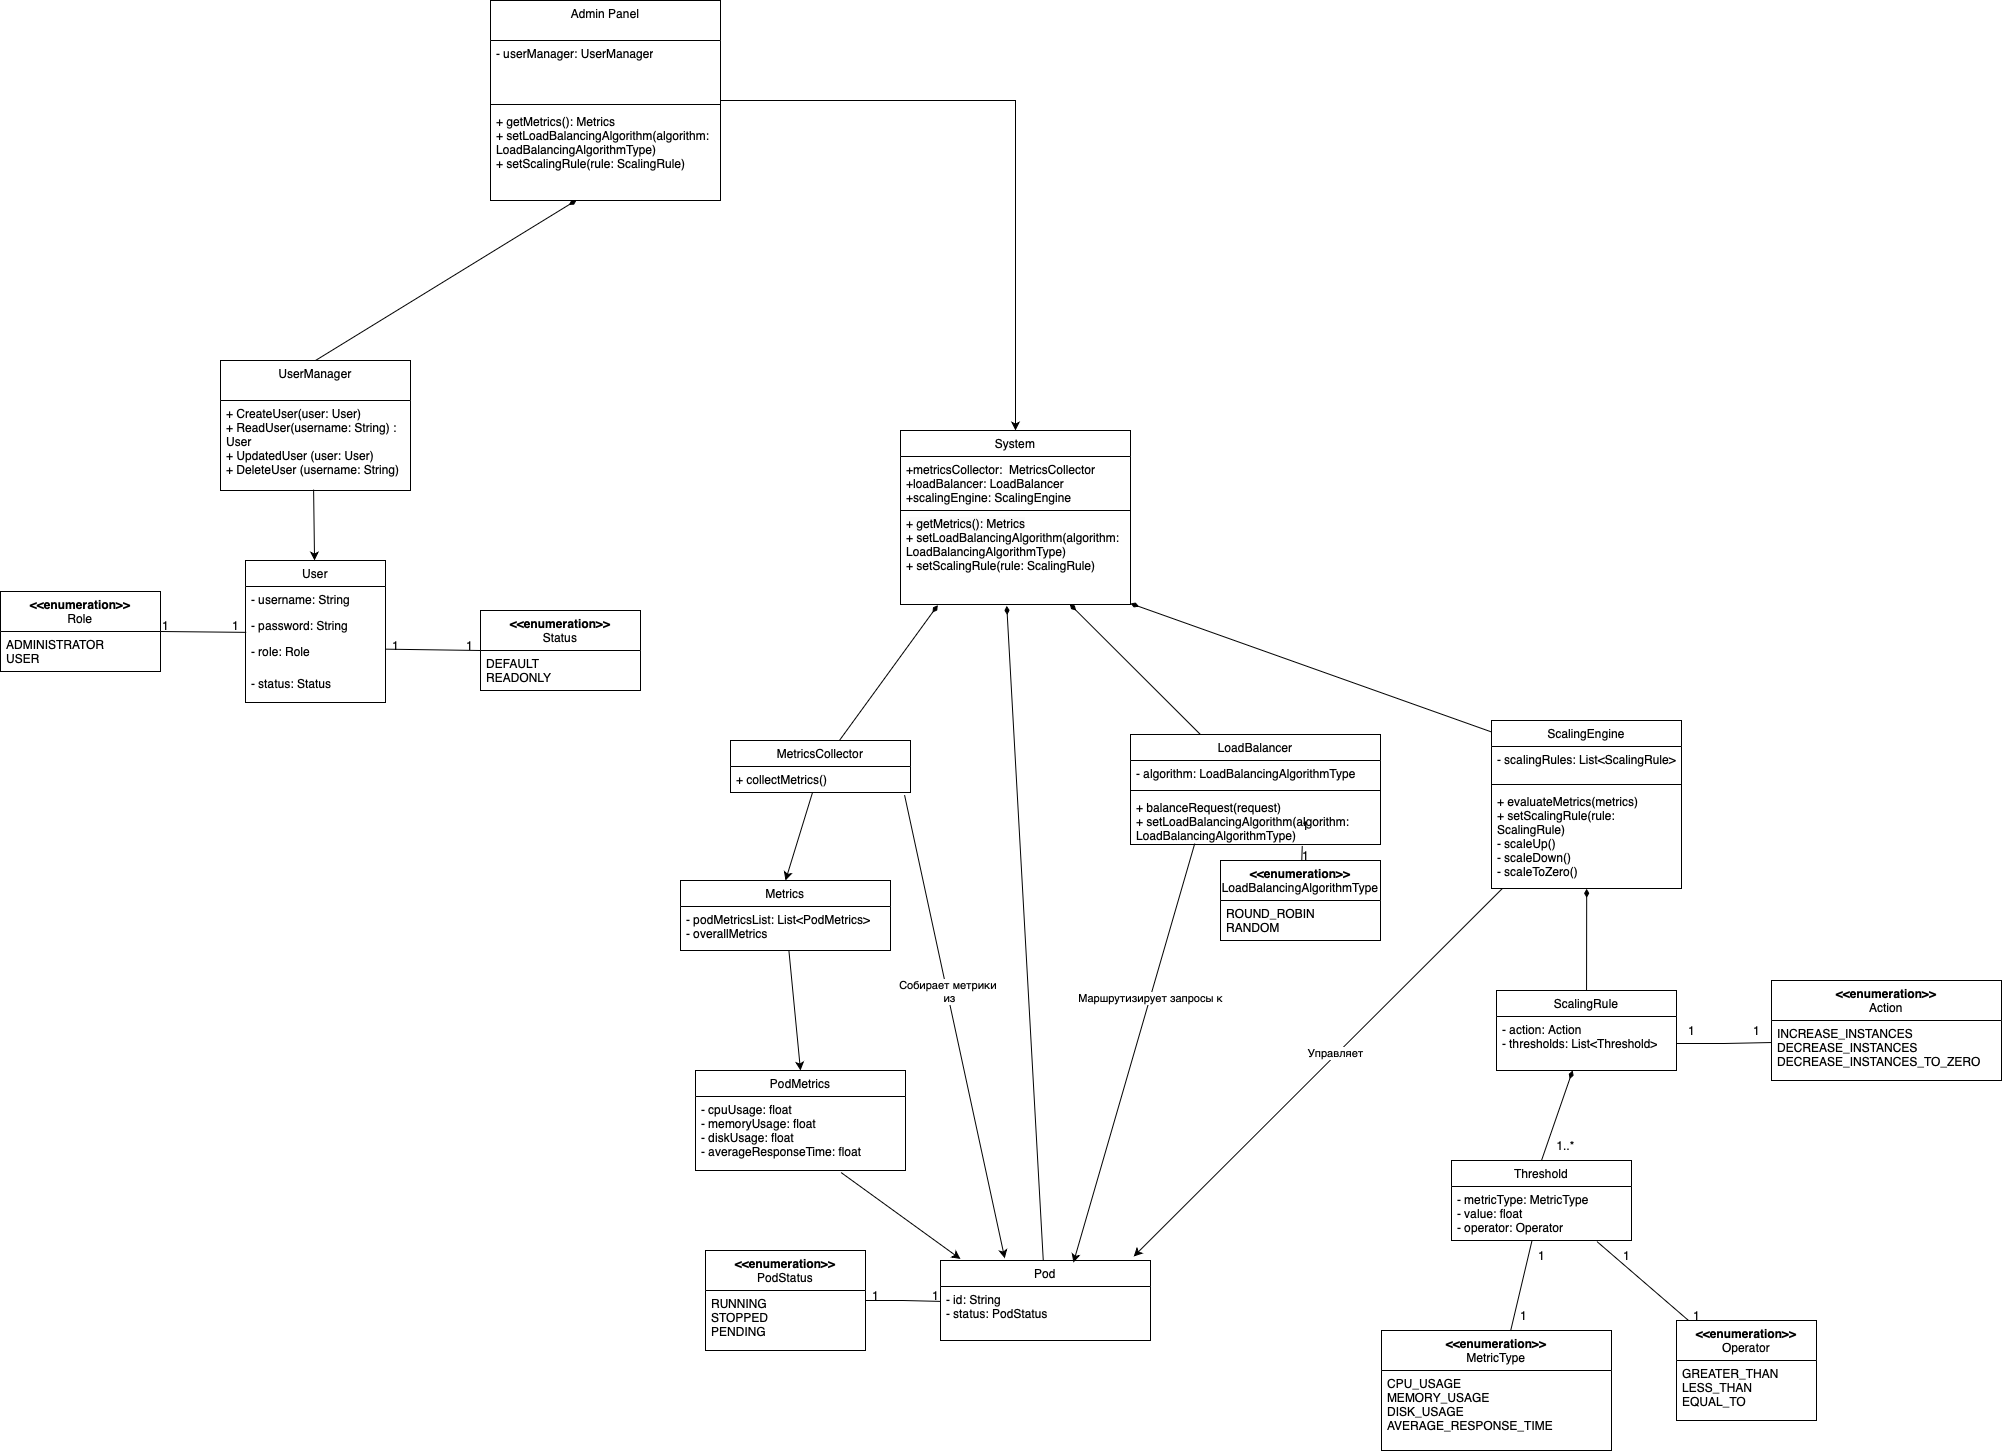 Admin Panel
- userManager: UserManager
+ getMetrics(): Metrics
+ setLoadBalancingAlgorithm(algorithm:
LoadBalancingAlgorithmType)
+ setScalingRule(rule: ScalingRule)
UserManager
+ CreateUser(user: User)
+ ReadUser(username: String) :
User
+ UpdatedUser (user: User)
+ DeleteUser (username: String)
System
+metricsCollector:  MetricsCollector
+loadBalancer: LoadBalancer
+scalingEngine: ScalingEngine
+ getMetrics(): Metrics
+ setLoadBalancingAlgorithm(algorithm:
LoadBalancingAlgorithmType)
+ setScalingRule(rule: ScalingRule)
User
- username: String
- password: String
- role: Role
- status: Status
<<enumeration>>
Role
ADMINISTRATOR
USER
1
1
1
1
<<enumeration>>
Status
DEFAULT
READONLY
MetricsCollector
+ collectMetrics()
LoadBalancer
- algorithm: LoadBalancingAlgorithmType
+ balanceRequest(request)
+ setLoadBalancingAlgorithm(algorithm:
LoadBalancingAlgorithmType)
1
1
<<enumeration>>
LoadBalancingAlgorithmType
ROUND_ROBIN
RANDOM
ScalingEngine
- scalingRules: List<ScalingRule>
+ evaluateMetrics(metrics)
+ setScalingRule(rule:
ScalingRule)
- scaleUp()
- scaleDown()
- scaleToZero()
Metrics
- podMetricsList: List<PodMetrics>
- overallMetrics
Собирает метрики
из
Маршрутизирует запросы к
Управляет
ScalingRule
- action: Action
- thresholds: List<Threshold>
1
1
<<enumeration>>
Action
INCREASE_INSTANCES
DECREASE_INSTANCES
DECREASE_INSTANCES_TO_ZERO
PodMetrics
- cpuUsage: float
- memoryUsage: float
- diskUsage: float
- averageResponseTime: float
1..*
Threshold
- metricType: MetricType
- value: float
- operator: Operator
1
1
1
1
<<enumeration>>
PodStatus
RUNNING
STOPPED
PENDING
1
1
Pod
- id: String
- status: PodStatus
<<enumeration>>
MetricType
CPU_USAGE
MEMORY_USAGE
DISK_USAGE
AVERAGE_RESPONSE_TIME
<<enumeration>>
Operator
GREATER_THAN
LESS_THAN
EQUAL_TO